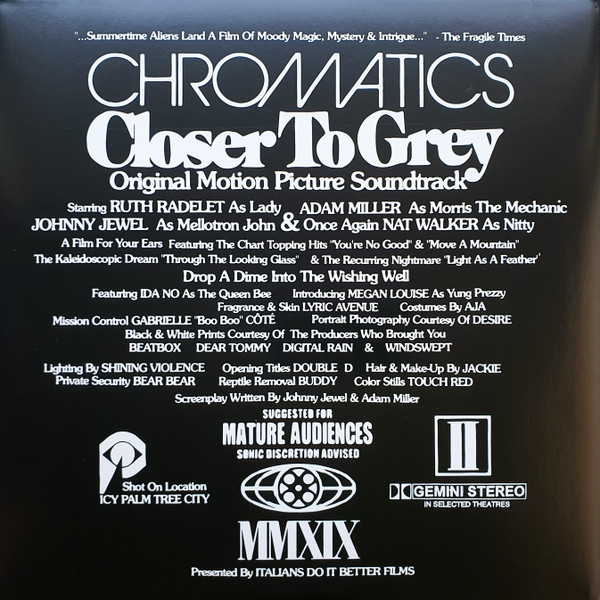 "...Summertime Aliens Land A Film Of Moody Magic, Mystery & Intrigue..." - The Fragile Times
CHROMATICS
Closer To Grey
Original Motion Picture Soundtrack
Starring RUTH RADELET As Lady ADAM MILLER As Morris The Mechanic
JOHNNY JEWEL As Mellotron John & Once Again NAT WALKER As Nitty
A Film For Your Ears Featuring The Chart Topping Hits "You're No Good" & "Move A Mountain"
The Kaleidoscopic Dream "Through The Looking Glass" & The Recurring Nightmare "Light As A Feather"
Drop A Dime Into The Wishing Well
Featuring IDA NO As The Queen Bee Introducing MEGAN LOUISE As Yung Prezzy
Fragrance & Skin LYRIC AVENUE Costumes By AJA
Mission Control GABRIELLE "Boo Boo" CÔTÉ Portrait Photography Courtesy Of DESIRE
Black & White Prints Courtesy Of The Producers Who Brought You
BEATBOX DEAR TOMMY DIGITAL RAIN & WINDSWEPT
Lighting By SHINING VIOLENCE Opening Titles DOUBLE D Hair & Make-Up By JACKIE
Private Security BEAR BEAR Reptile Removal BUDDY Color Stills TOUCH RED
Screenplay Written By Johnny Jewel & Adam Miller
SUGGESTED FOR
MATURE AUDIENCES
SONIC DISCRETION ADVISED
Shot On Location
ICY PALM TREE CITY
II
GEMINI STEREO
IN SELECTED THEATRES
MMXIX
Presented By ITALIANS DO IT BETTER FILMS